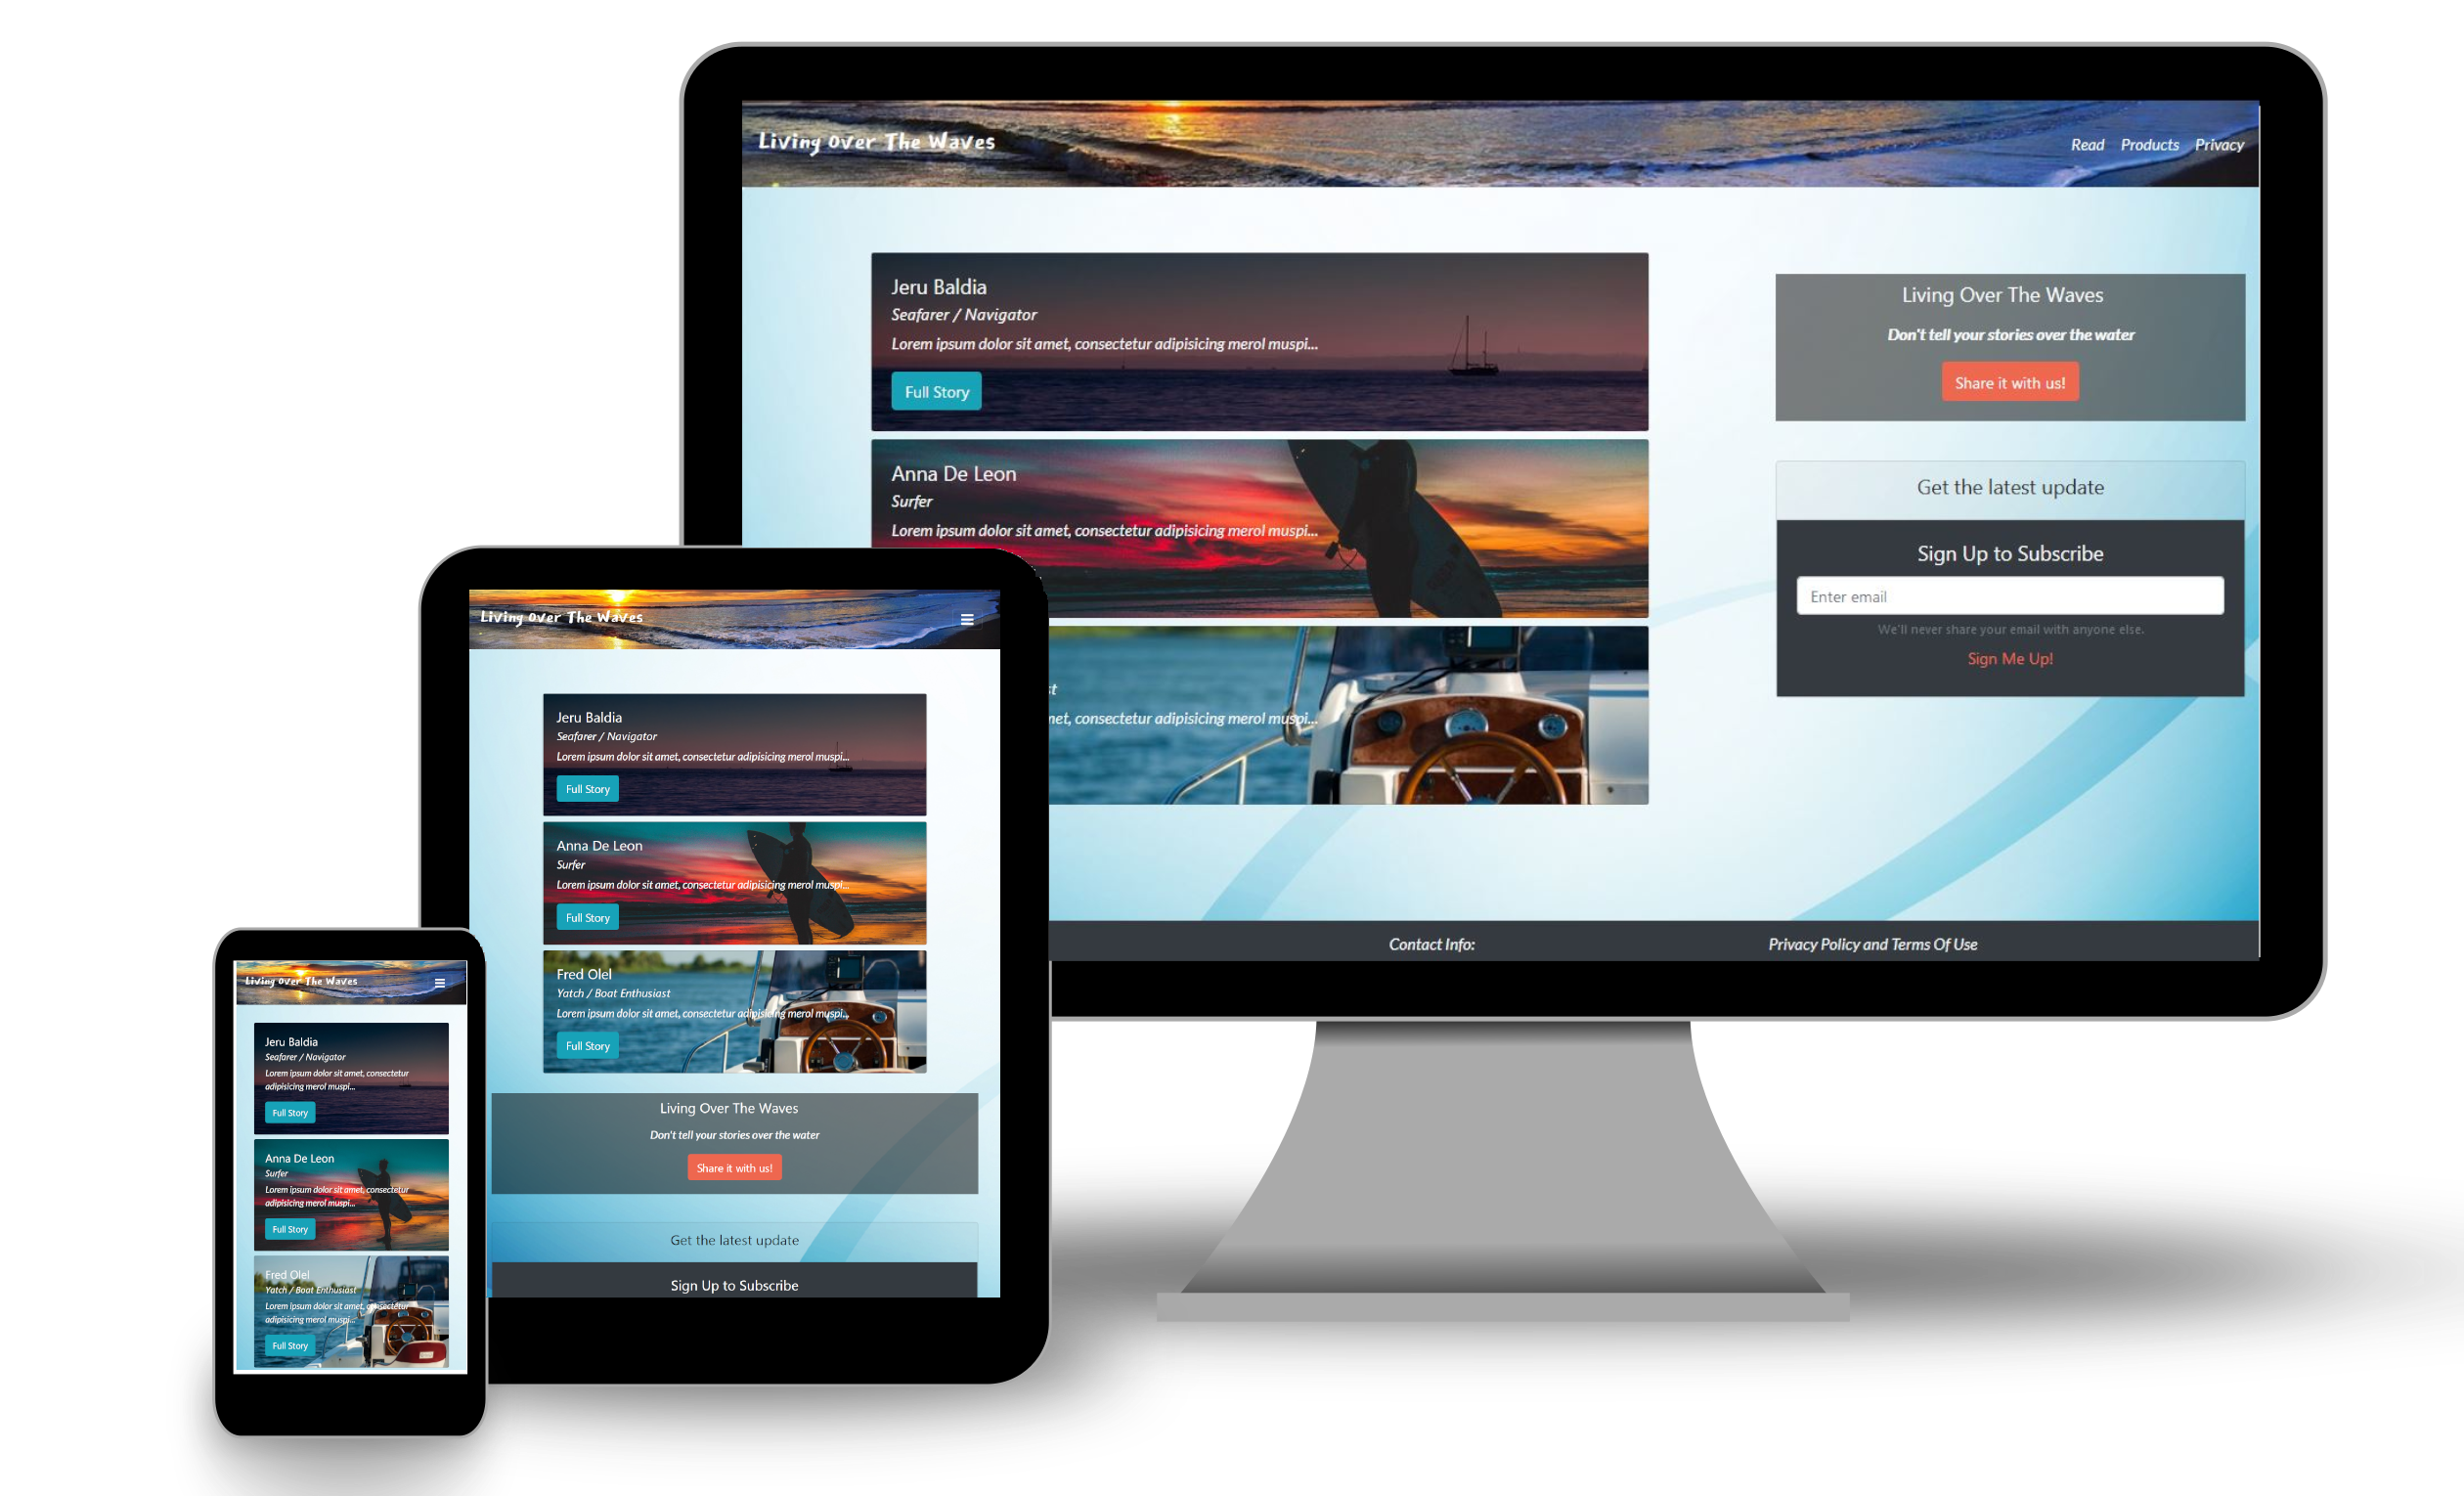 Living Over The Waves
Read Products Privacy
Jeru Baldia
Seafarer / Navigator
Lorem ipsum dolor sit amet, consectetur adipisicing merol muspi...
Full Story
Anna De Leon
Surfer
Lorem ipsum dolor sit amet, consectetur adipisicing merol muspi...
consectetur adipisicing merol muspi...
Living Over The Waves
Don't tell your stories over the water
Share it with us!
Get the latest update
Sign Up to Subscribe
Enter email
We'll never share your email with anyone else.
Sign Me Up!
Contact Info:
Privacy Policy and Terms Of Use
Living Over The Waves
Jeru Baldia
Seafarer / Navigator
Lorem ipsum dolor sit amet, consectetur adipisicing merol muspi...
Full Story
Anna De Leon
Surfer
Lorem ipsum dolor sit amet, consectetur adipisicing merol muspi...
Full Story
Fred Olel
Yatch / Boat Enthusiast
Lorem ipsum dolor sit amet, consectetur adipisicing merol muspi...
Full Story
Living Over The Waves
Don't tell your stories over the water
Share it with us!
Get the latest update
Sign Up to Subscribe
Living Over The Waves
Jeru Baldia
Seafarer / Navigator
Lorem ipsum dolor sit amet, consectetur
adipisicing merol muspi...
Full Story
Anna De Leon
Surfer
Lorem ipsum dolor sit amet, consectetur
adipisicing merol muspi...
Full Story
Fred Olel
Yatch / Boat Enthusiast
Lorem ipsum dolor sit amet, consectetur
adipisicing merol muspi...
Full Story